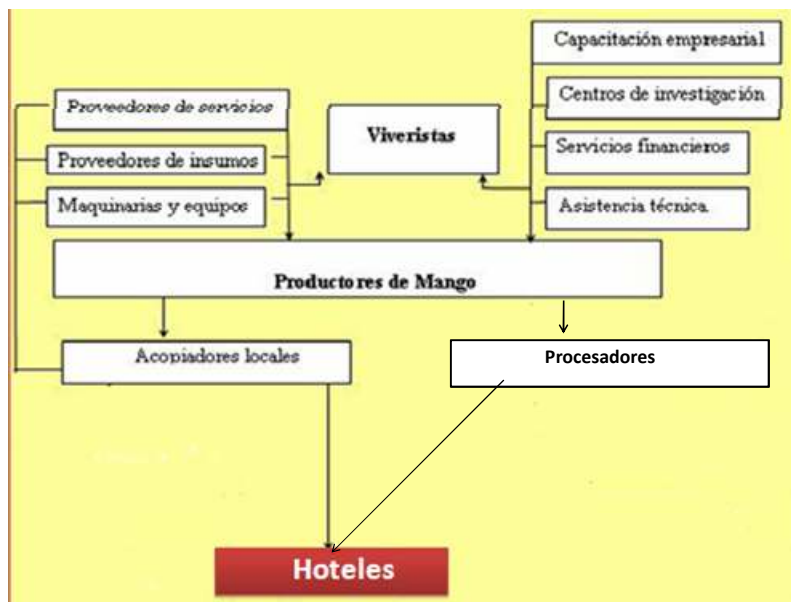 Capacitación empresarial
Proveedores de servicios
Centros de investigación
Viveristas
Proveedores de insumos
Servicios financieros
Maquinarias y equipos
Asistencia técnica
Productores de Mango
Acopiadores locales
Procesadores
Hoteles